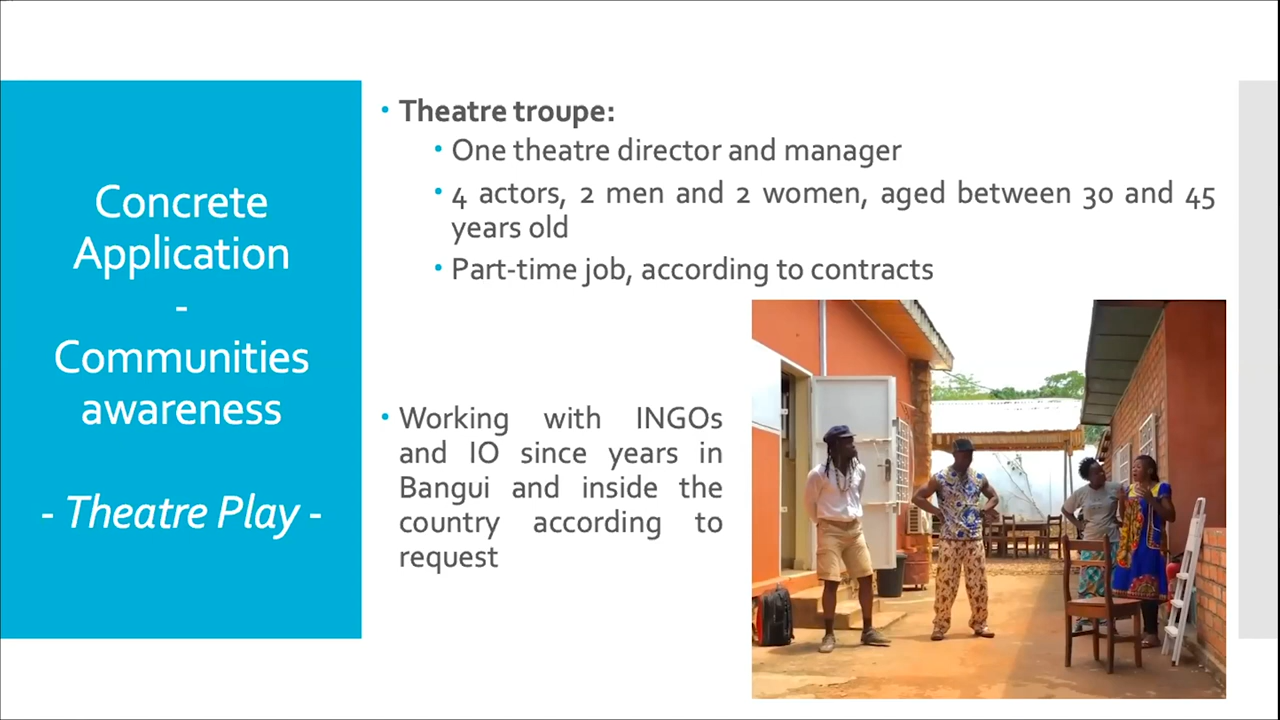 Concrete
Application
-
Communities
awareness
- Theatre Play -
• Theatre troupe:
• One theatre director and manager
• 4 actors, 2 men and 2 women, aged between 30 and 45
years old
• Part-time job, according to contracts
• Working with INGOs
and IO since years in
Bangui and inside the
country according to
request